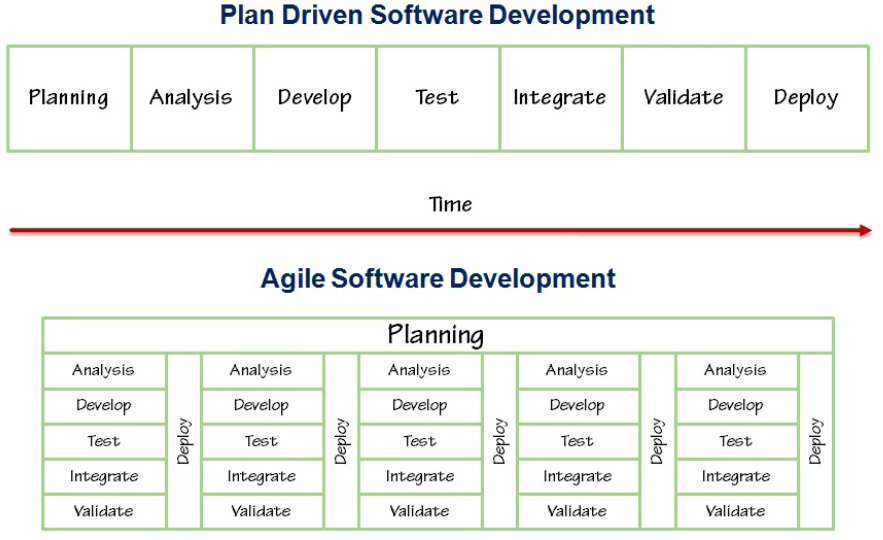 Plan Driven Software Development
Planning Analysis Develop Test Integrate Validate Deploy
Time
Agile Software Development
Planning
Analysis Analysis Analysis Analysis Analysis
Develop Develop Develop Develop Develop
Test Test Test Test Test
Integrate Integrate Integrate Integrate Integrate
Validate Validate Validate Validate Validate
Deploy Deploy Deploy Deploy Deploy